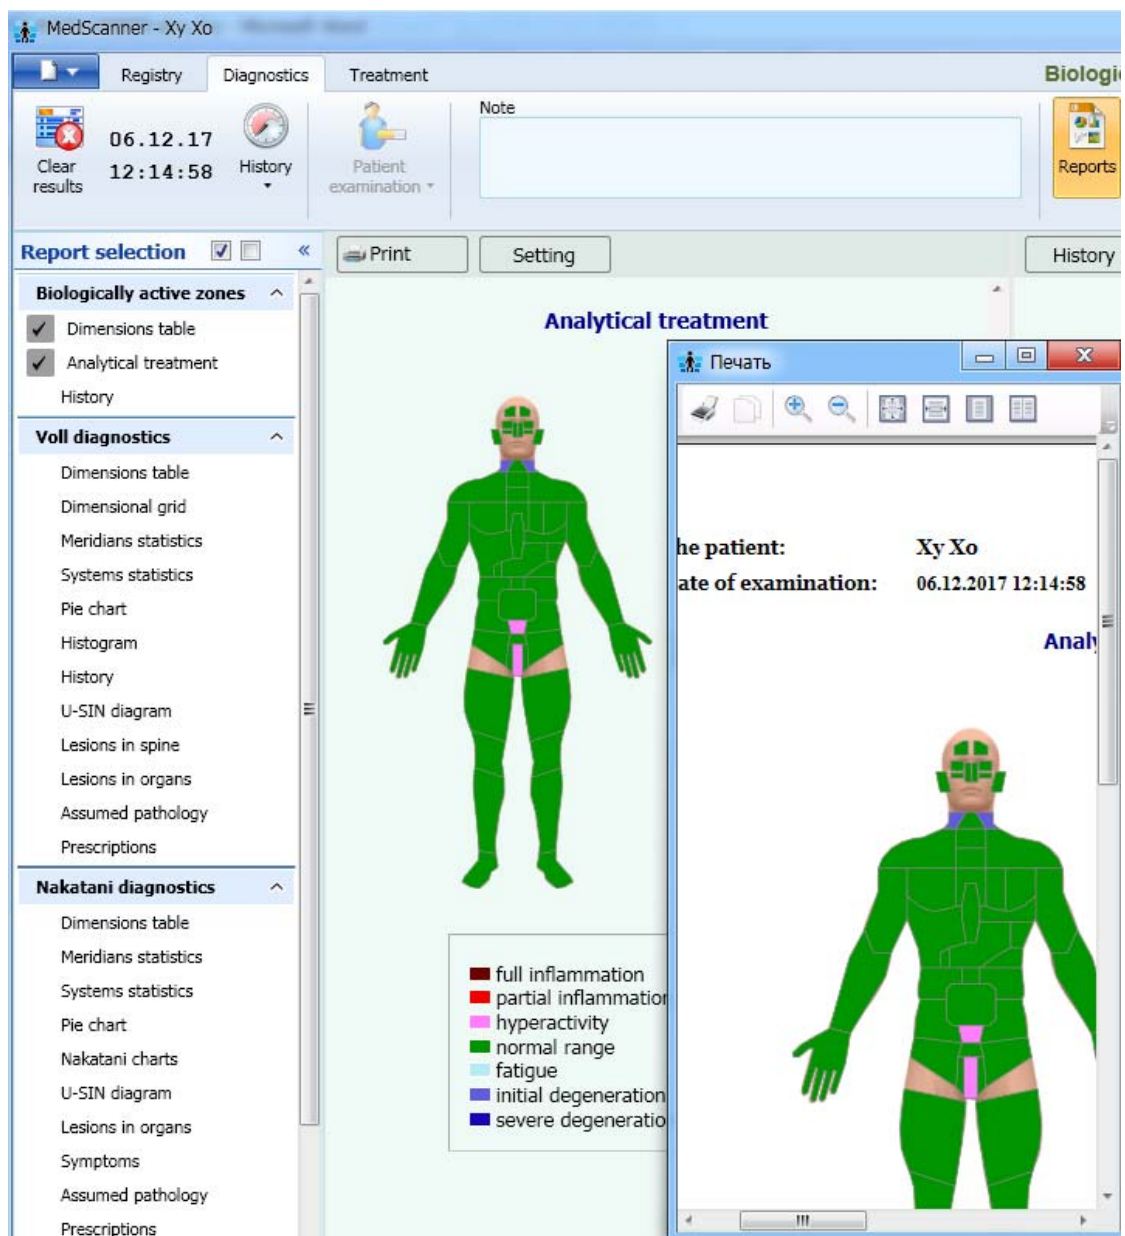 MedScanner - Xy Xo
Registry
Diagnostics
Treatment
Biologi
Clear results
06.12.17
12:14:58
History
Patient examination
Note
Reports
Report selection
Print
Setting
History
Biologically active zones
Dimensions table
Analytical treatment
History
Voll diagnostics
Dimensions table
Dimensional grid
Meridians statistics
Systems statistics
Pie chart
Histogram
History
U-SIN diagram
Lesions in spine
Lesions in organs
Assumed pathology
Prescriptions
Nakatani diagnostics
Dimensions table
Meridians statistics
Systems statistics
Pie chart
Nakatani charts
U-SIN diagram
Lesions in organs
Symptoms
Assumed pathology
Prescriptions
Analytical treatment
full inflammation
partial inflammation
hyperactivity
normal range
fatigue
initial degeneration
severe degeneratio
Печать
he patient: Xy Xo
ate of examination: 06.12.2017 12:14:58
Analy